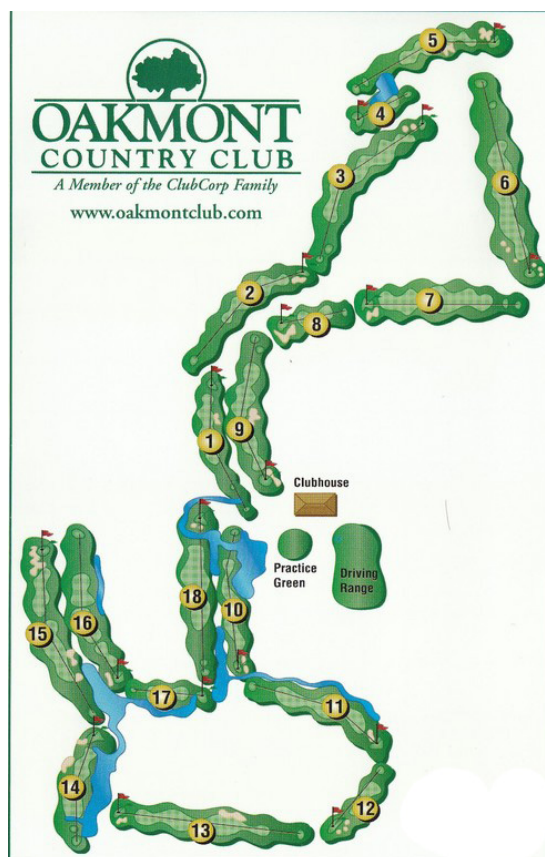 OAKMONT
COUNTRY CLUB
A Member of the ClubCorp Family
www.oakmontclub.com
5
4
3
6
2
7
8
1
9
Clubhouse
Practice
Green
Driving
Range
18
10
15
16
17
11
14
13
12